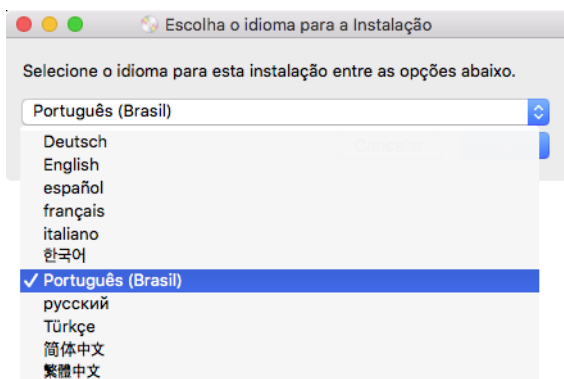 Escolha o idioma para a Instalação
Selecione o idioma para esta instalação entre as opções abaixo.
Português (Brasil)
Deutsch
English
español
français
italiano
한국어
✓ Português (Brasil)
русский
Türkçe
简体中文
繁體中文